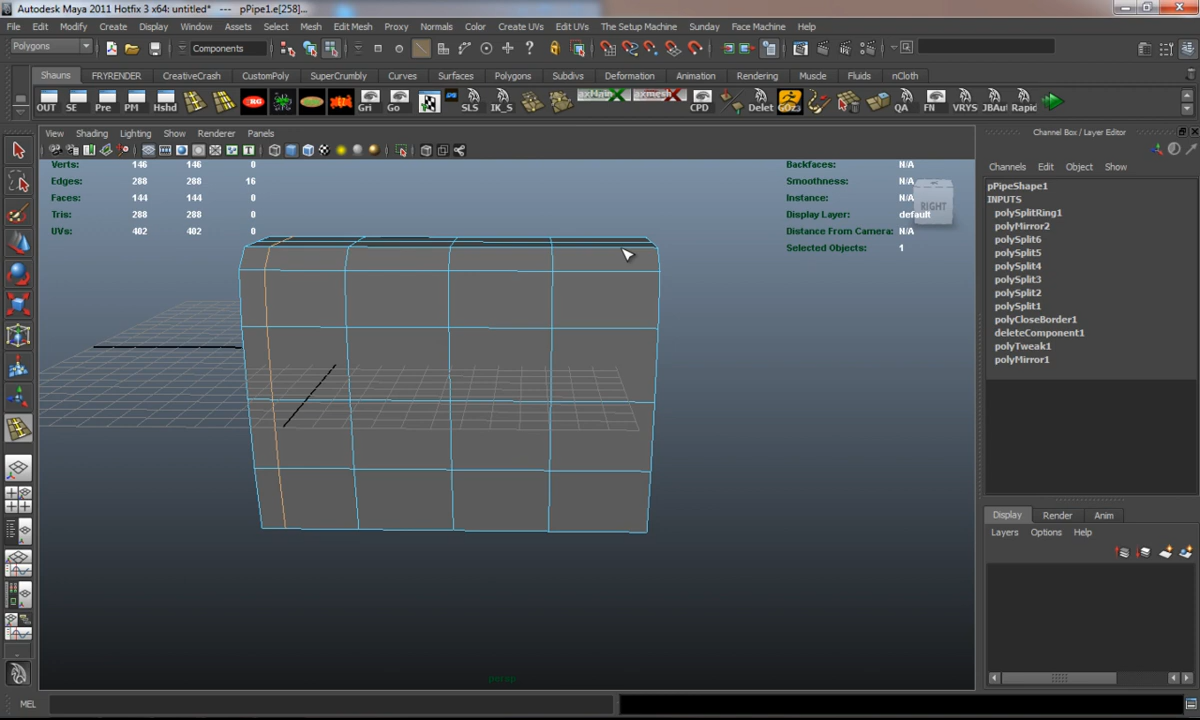 Autodesk Maya 2011 Hotfix 3 x64: untitled*   ---   pPipe1.e[258]...
File Edit Modify Create Display Window Assets Select Mesh Edit Mesh Proxy Normals Color Create UVs Edit UVs The Setup Machine Sunday Face Machine Help
Polygons Components
Shauns FRYRENDER CreativeCrash CustomPoly SuperCrumbly Curves Surfaces Polygons Subdivs Deformation Animation Rendering Muscle Fluids nCloth
OUT SE Pre PM Hshd Gri Go SLS IK_S axMain axmesh CPD Delet GOz3 QA FN VRYS JBAut Rapic
Channel Box / Layer Editor
View Shading Lighting Show Renderer Panels
Channels Edit Object Show
Verts: 146 146 0 Backfaces: N/A
Edges: 288 288 16 Smoothness: N/A
Faces: 144 144 0 Instance: N/A
Tris: 288 288 0 Display Layer: default
UVs: 402 402 0 Distance From Camera: N/A
Selected Objects: 1
RIGHT
pPipeShape1
INPUTS
polySplitRing1
polyMirror2
polySplit6
polySplit5
polySplit4
polySplit3
polySplit2
polySplit1
polyCloseBorder1
deleteComponent1
polyTweak1
polyMirror1
Display Render Anim
Layers Options Help
persp
MEL